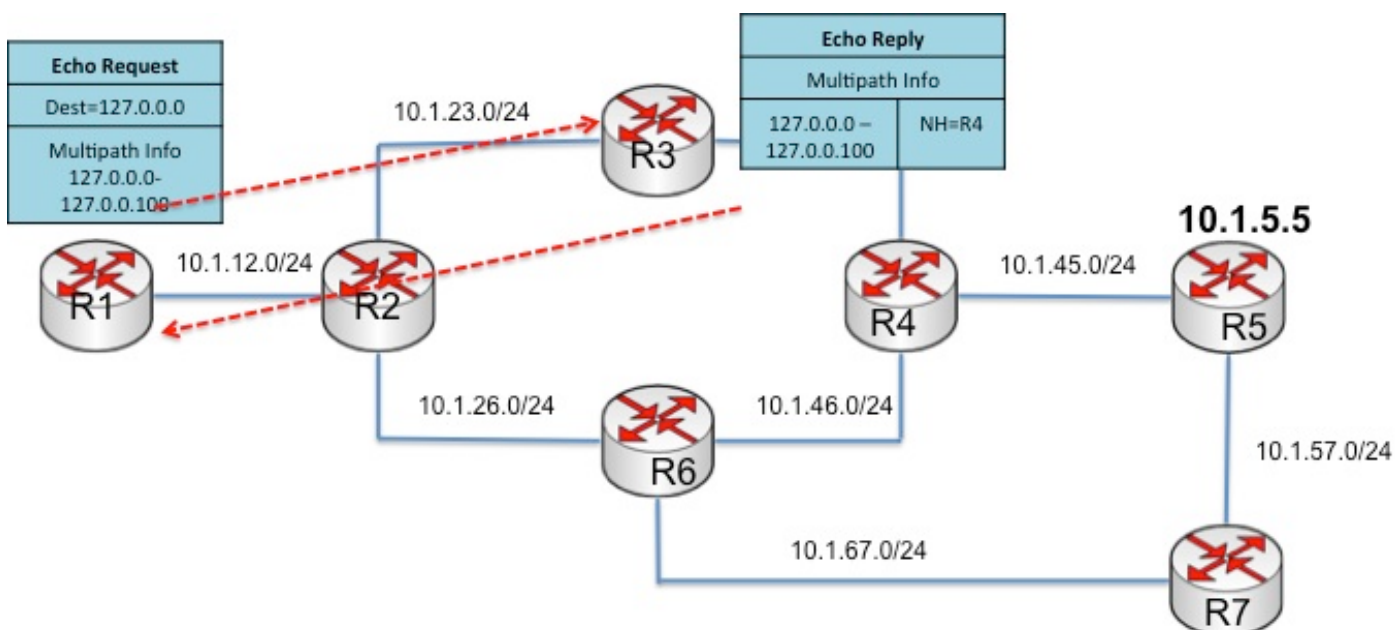 Echo Request
Dest=127.0.0.0
Multipath Info
127.0.0.0-
127.0.0.100
Echo Reply
Multipath Info
127.0.0.0 –
127.0.0.100
NH=R4
10.1.23.0/24
R3
10.1.5.5
10.1.12.0/24
10.1.45.0/24
R1
R2
R4
R5
10.1.26.0/24
10.1.46.0/24
R6
10.1.57.0/24
10.1.67.0/24
R7